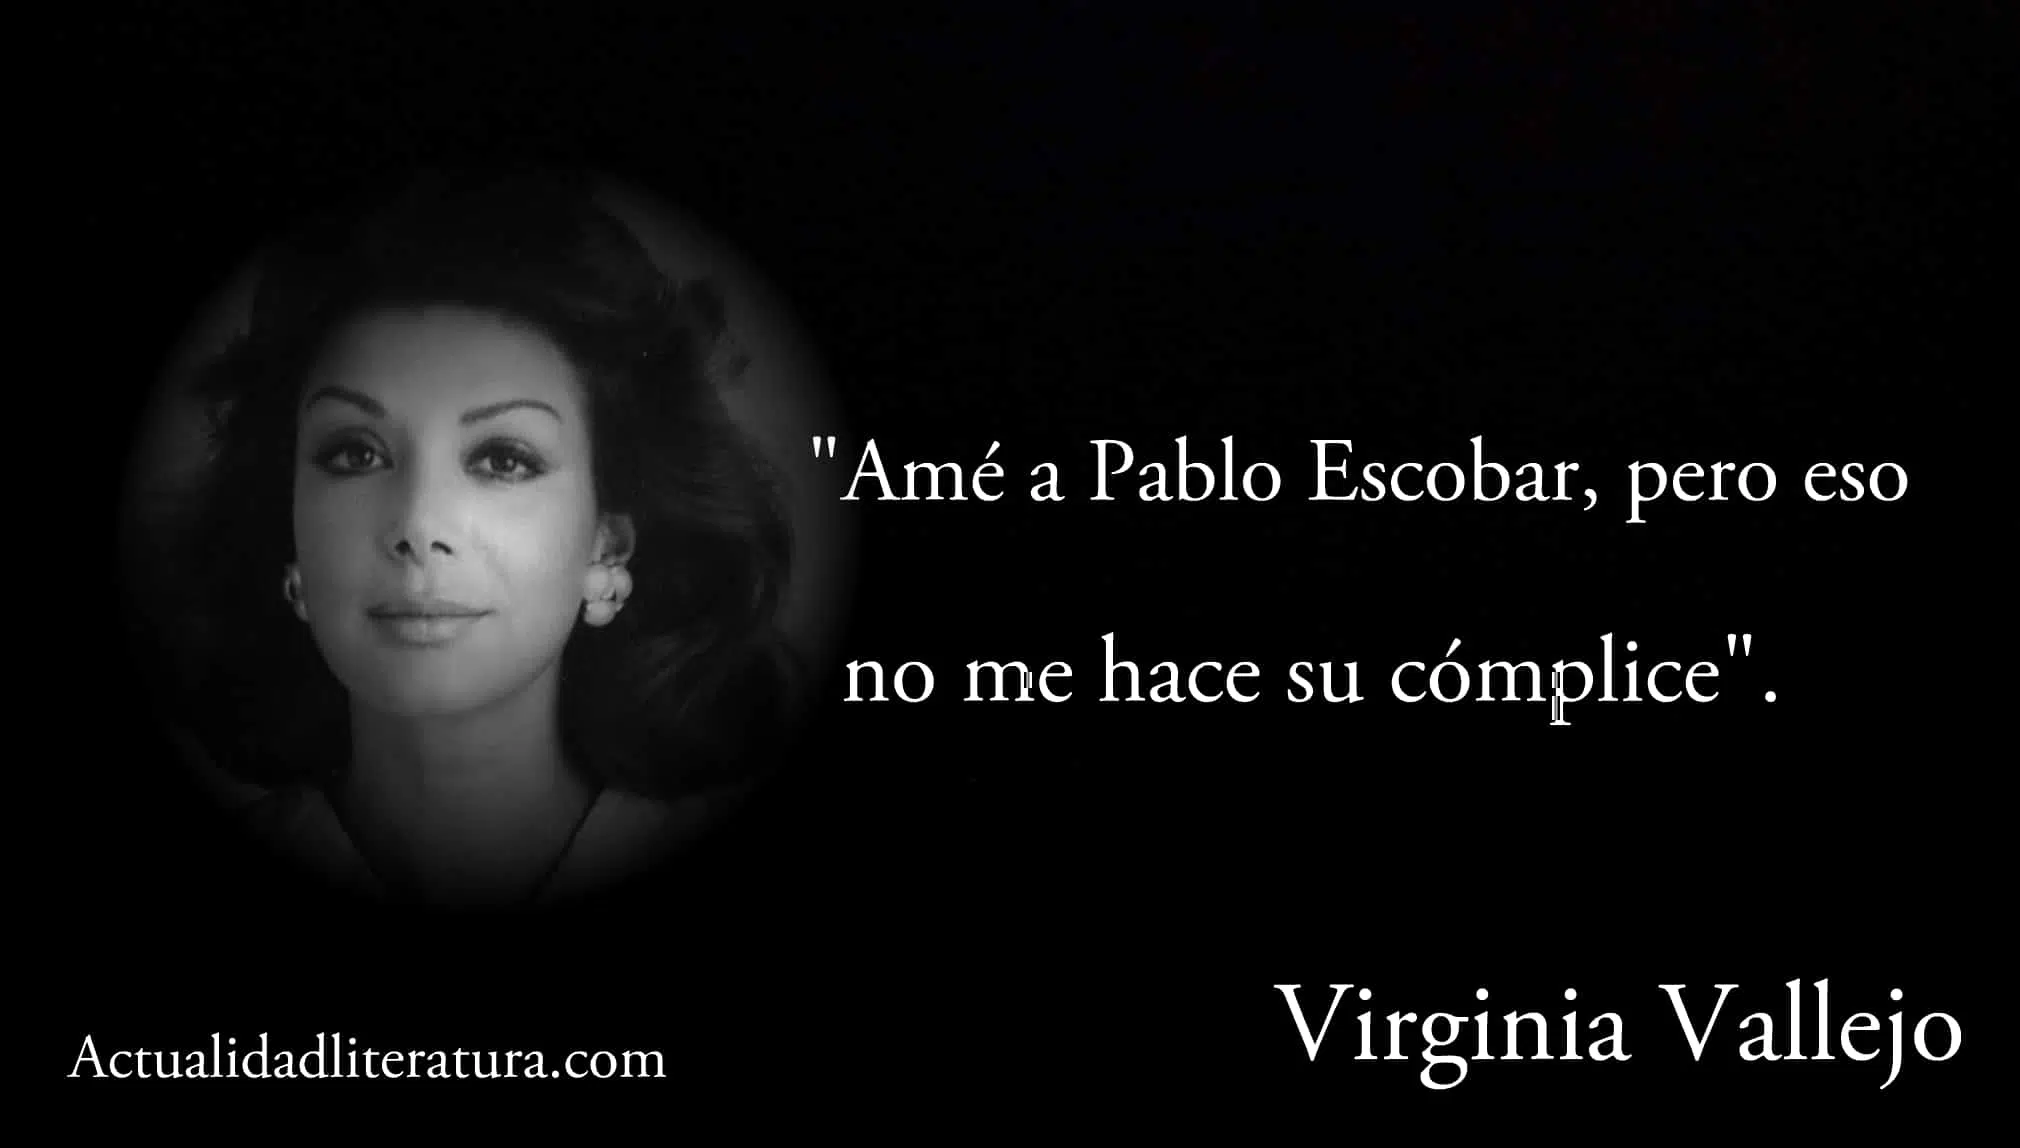 "Amé a Pablo Escobar, pero eso
no me hace su cómplice".
Virginia Vallejo
Actualidadliteratura.com